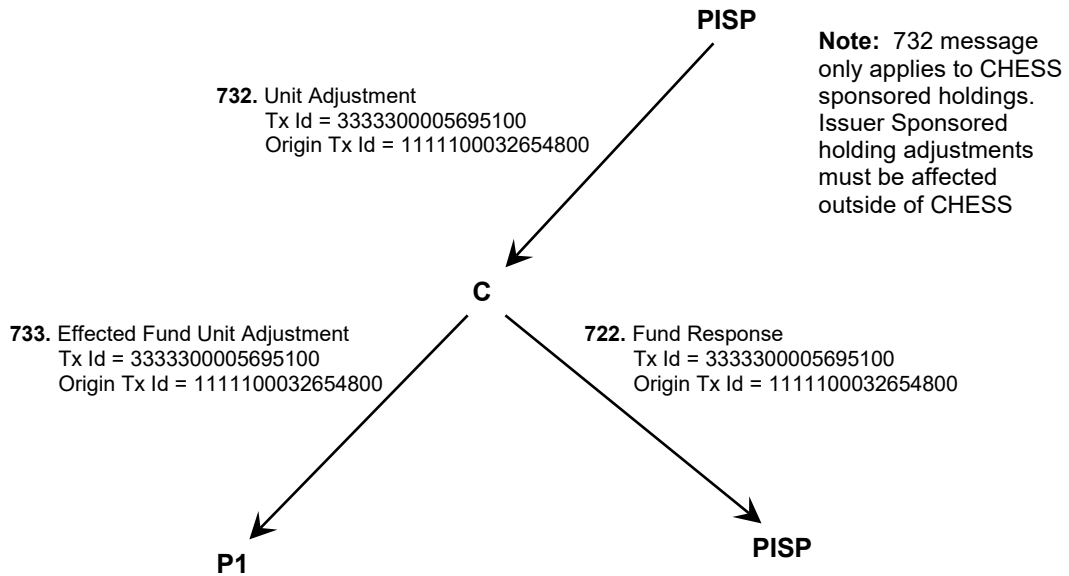 PISP
Note: 732 message
only applies to CHESS
sponsored holdings.
Issuer Sponsored
holding adjustments
must be affected
outside of CHESS
732. Unit Adjustment
Tx Id = 3333300005695100
Origin Tx Id = 1111100032654800
C
733. Effected Fund Unit Adjustment
Tx Id = 3333300005695100
Origin Tx Id = 1111100032654800
722. Fund Response
Tx Id = 3333300005695100
Origin Tx Id = 1111100032654800
P1
PISP